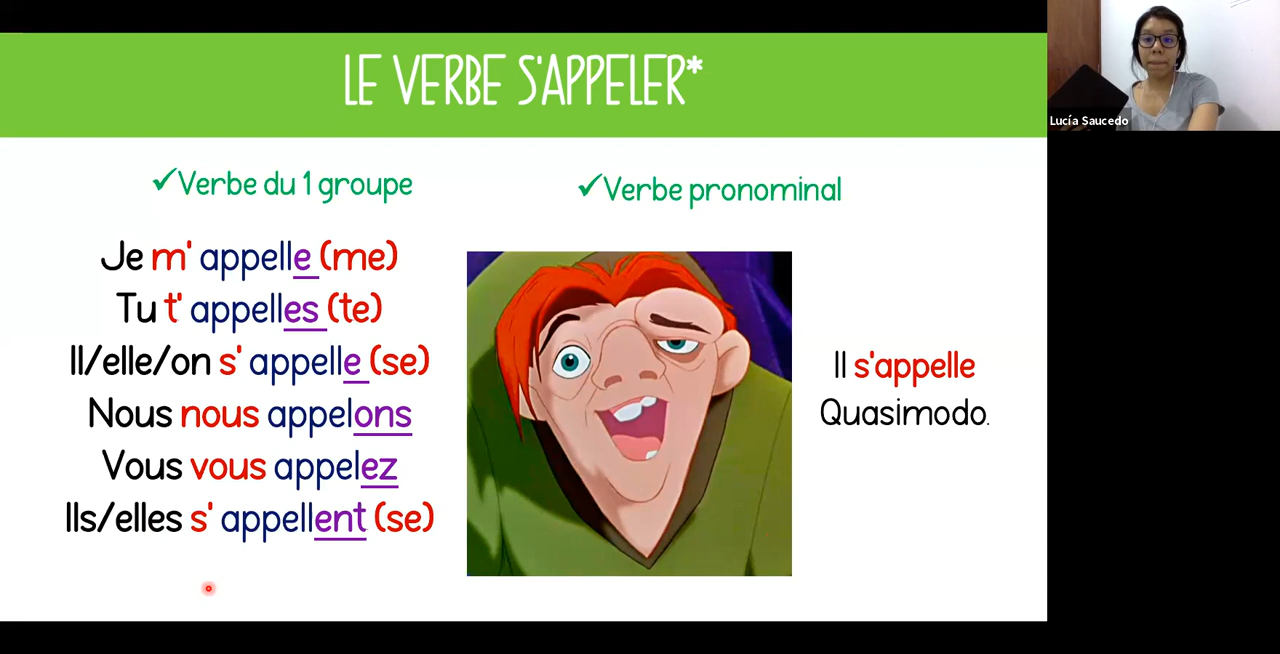 LE VERBE S'APPELER*
✓Verbe du 1 groupe
✓Verbe pronominal
Je m' appelle (me)
Tu t' appelles (te)
Il/elle/on s' appelle (se)
Nous nous appelons
Vous vous appelez
Ils/elles s' appellent (se)
Il s'appelle
Quasimodo.
Lucía Saucedo